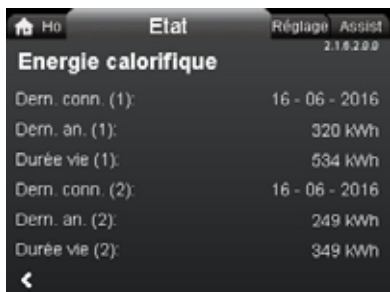 Ho Etat Réglage Assist
2.1.6.2.0.0
Energie calorifique
Dern. conn. (1): 16 - 06 - 2016
Dern. an. (1): 320 kWh
Durée vie (1): 534 kWh
Dern. conn. (2): 16 - 06 - 2016
Dern. an. (2): 249 kWh
Durée vie (2): 349 kWh